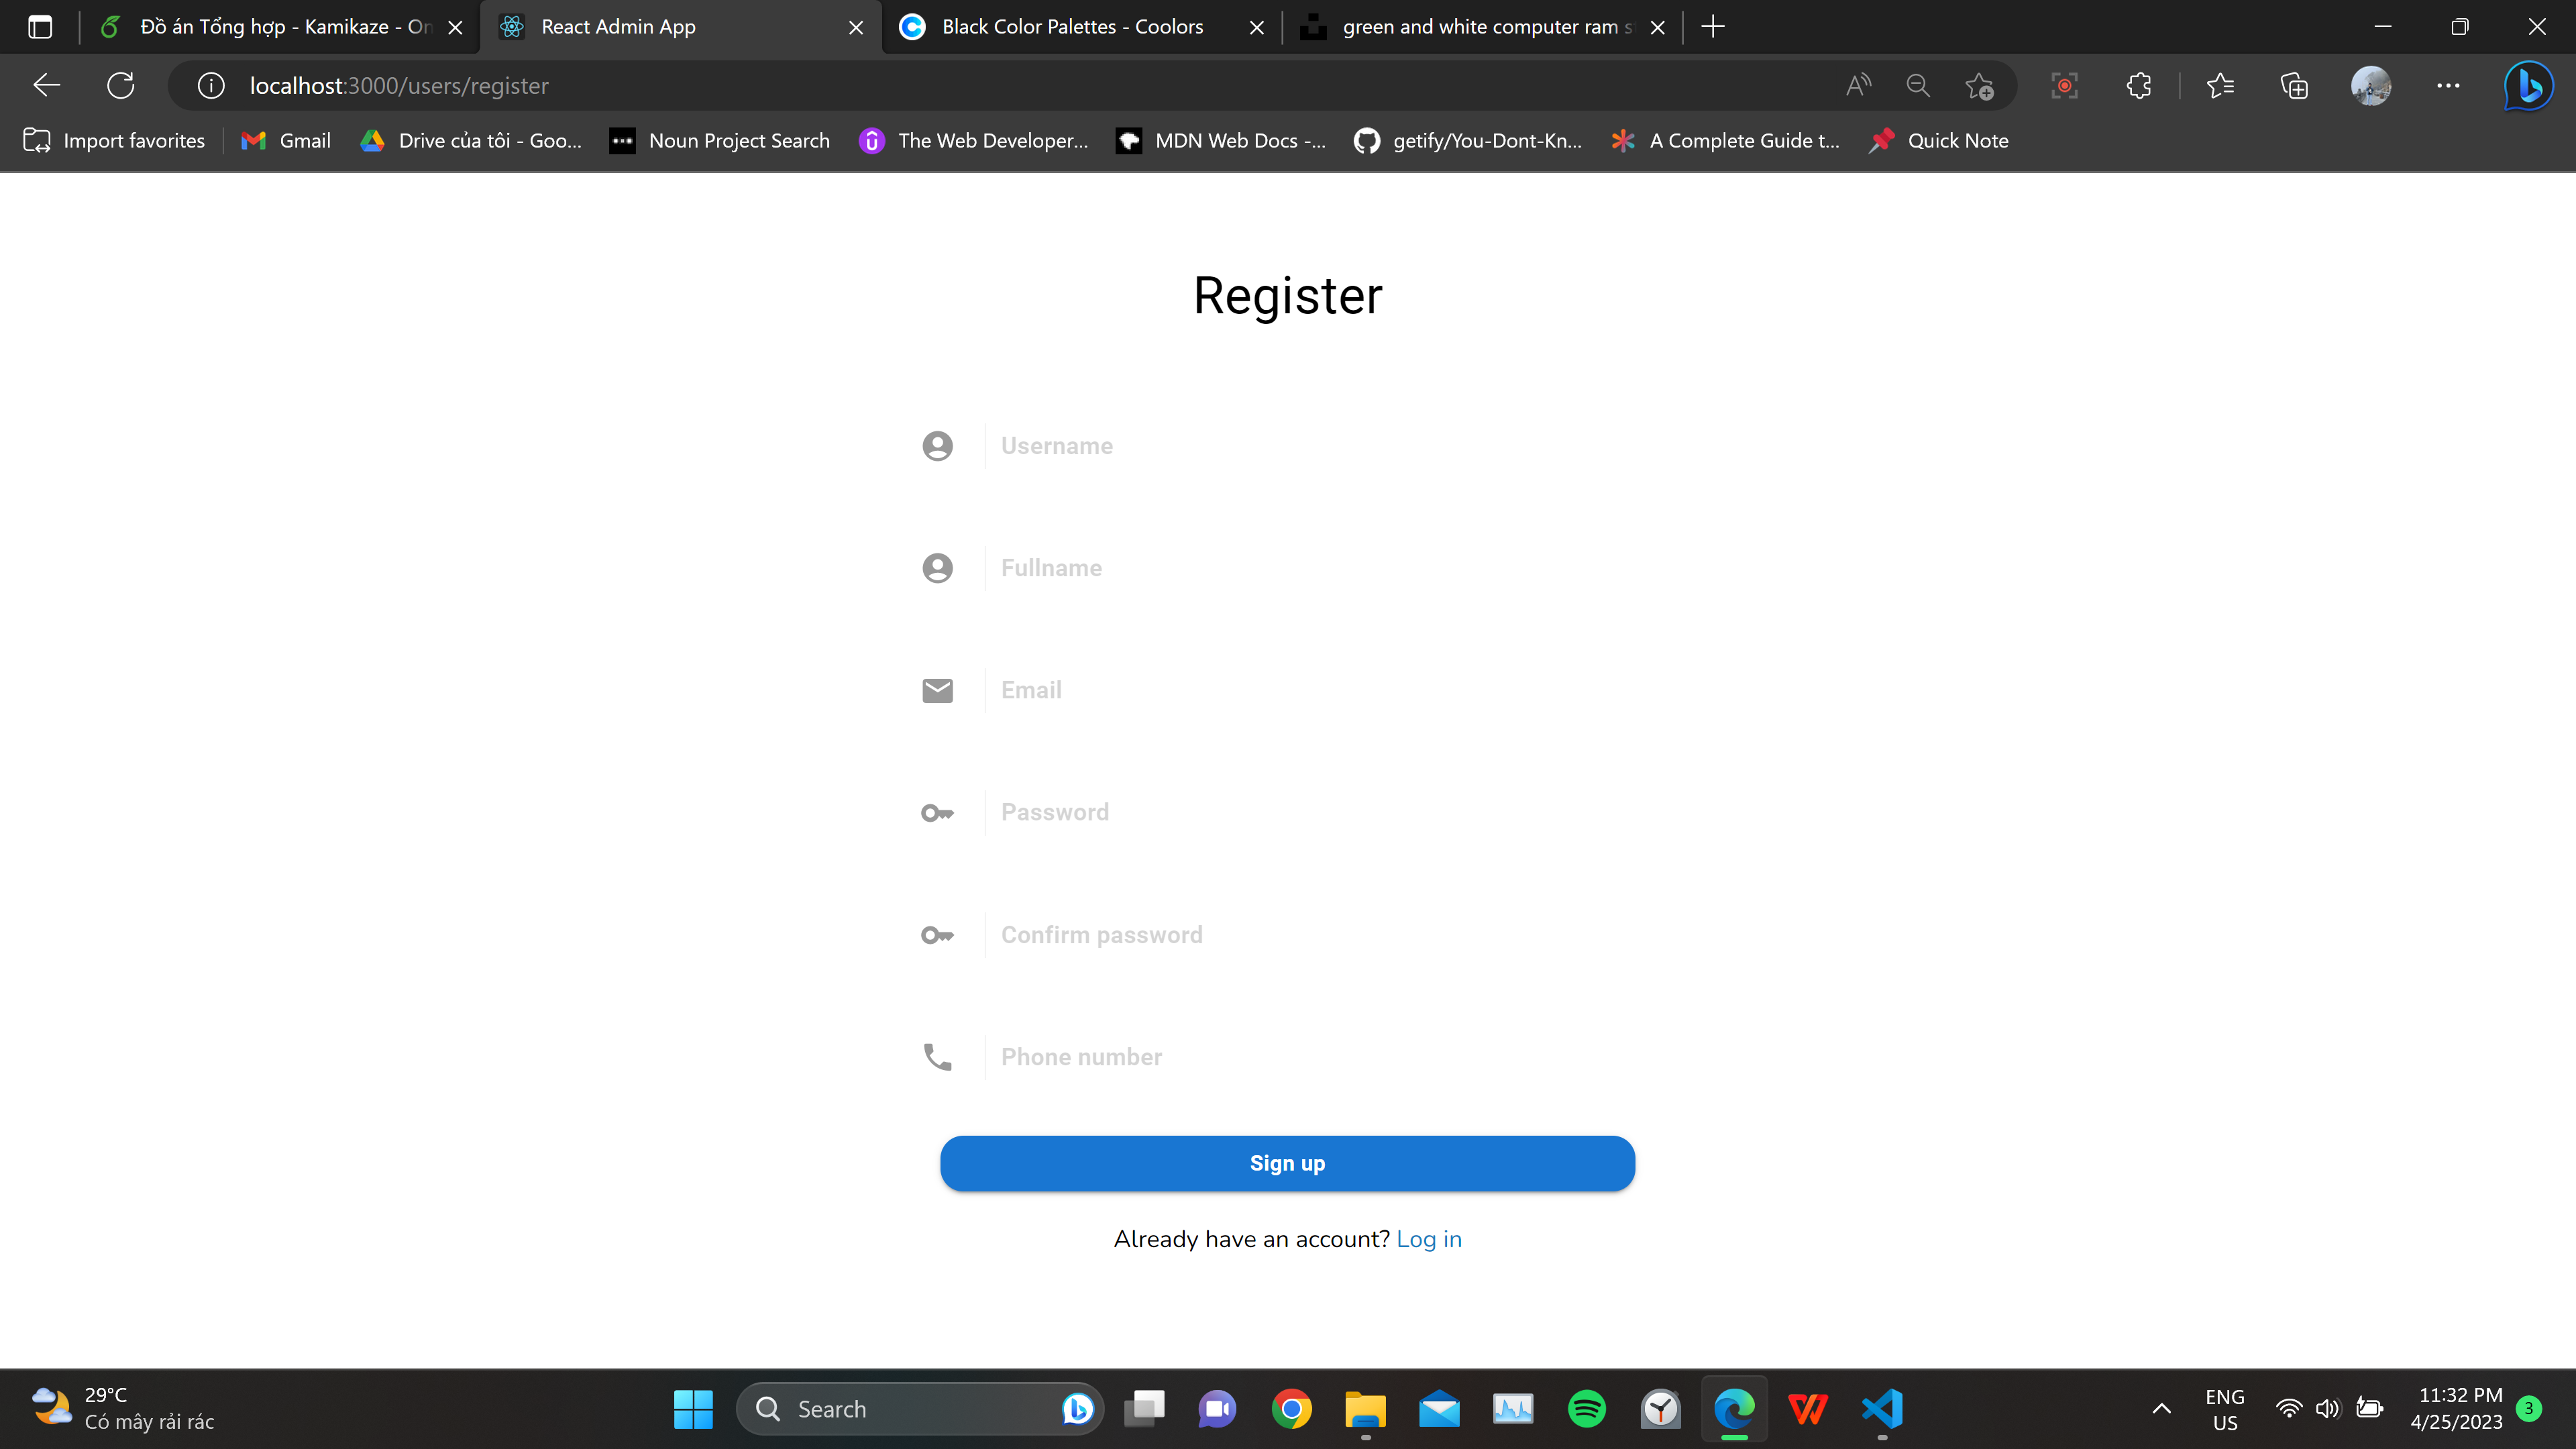 Đồ án Tổng hợp - Kamikaze - On
React Admin App
Black Color Palettes - Coolors
green and white computer ram s
localhost:3000/users/register
Import favorites
Gmail
Drive của tôi - Goo...
Noun Project Search
The Web Developer...
MDN Web Docs -...
getify/You-Dont-Kn...
A Complete Guide t...
Quick Note
Register
Username
Fullname
Email
Password
Confirm password
Phone number
Sign up
Already have an account? Log in
29°C
Có mây rải rác
Search
ENG
US
11:32 PM
4/25/2023
3